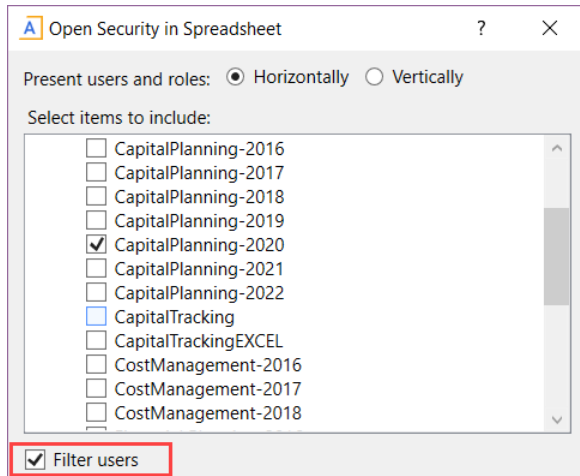 A Open Security in Spreadsheet ?
Present users and roles: Horizontally Vertically
Select items to include:
CapitalPlanning-2016
CapitalPlanning-2017
CapitalPlanning-2018
CapitalPlanning-2019
CapitalPlanning-2020
CapitalPlanning-2021
CapitalPlanning-2022
CapitalTracking
CapitalTrackingEXCEL
CostManagement-2016
CostManagement-2017
CostManagement-2018
Filter users